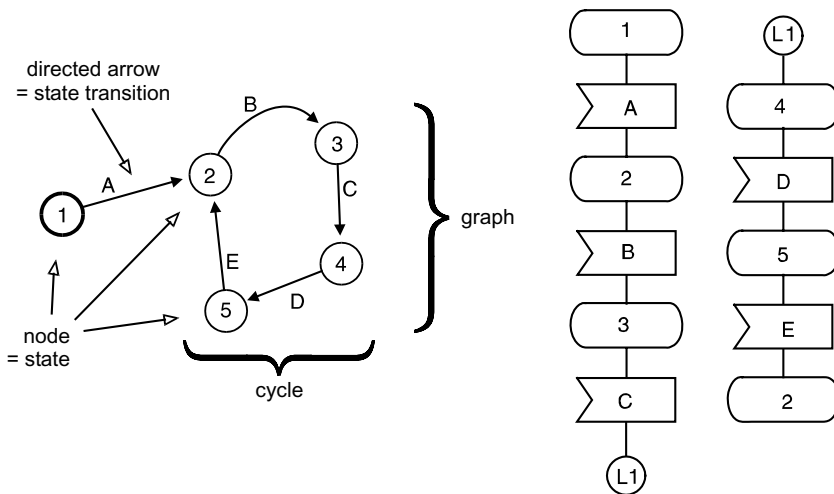 directed arrow
= state transition
A
B
1
2
3
C
4
D
E
5
node
= state
cycle
graph
1
A
2
B
3
C
L1
L1
4
D
5
E
2